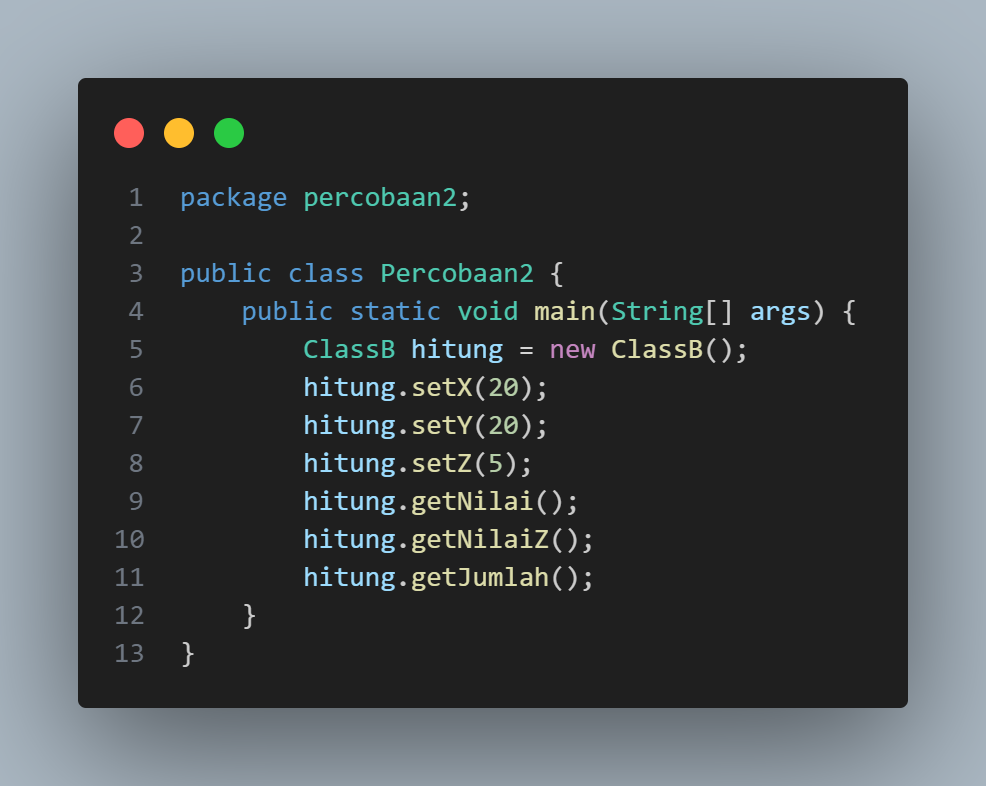 1 package percobaan2;
2
3 public class Percobaan2 {
4     public static void main(String[] args) {
5         ClassB hitung = new ClassB();
6         hitung.setX(20);
7         hitung.setY(20);
8         hitung.setZ(5);
9         hitung.getNilai();
10         hitung.getNilaiZ();
11         hitung.getJumlah();
12     }
13 }